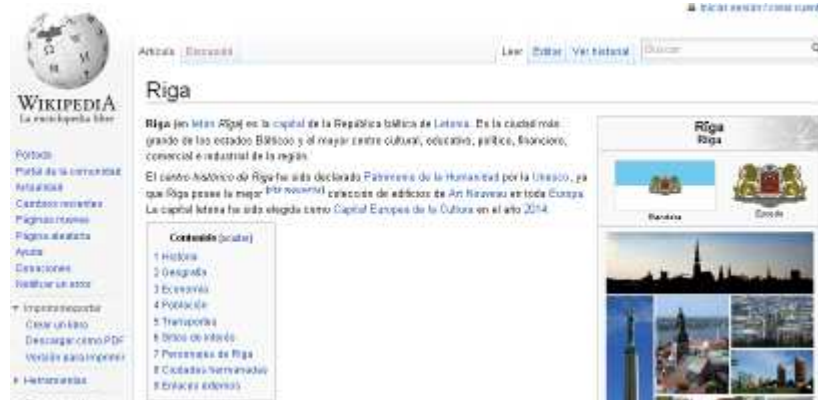 Iniciar sesión / crear cuenta
WIKIPEDIA
La enciclopedia libre
Portada
Portal de la comunidad
Actualidad
Cambios recientes
Páginas nuevas
Página aleatoria
Ayuda
Donaciones
Notificar un error
Imprimir/exportar
Crear un libro
Descargar como PDF
Versión para imprimir
Herramientas
Artículo Discusión
Leer Editar Ver historial Buscar
Riga
Riga (en letón Rīga) es la capital de la República báltica de Letonia. Es la ciudad más
grande de los estados Bálticos y el mayor centro cultural, educativo, político, financiero,
comercial e industrial de la región.
El centro histórico de Riga ha sido declarado Patrimonio de la Humanidad por la Unesco, ya
que Riga posee la mejor colección de edificios de Art Nouveau en toda Europa.
La capital letona ha sido elegida como Capital Europea de la Cultura en el año 2014.
Contenido [ocultar]
1 Historia
2 Geografía
3 Economía
4 Población
5 Transportes
6 Sitios de interés
7 Personajes de Riga
8 Ciudades hermanadas
9 Enlaces externos
Rīga
Riga
Bandera
Escudo